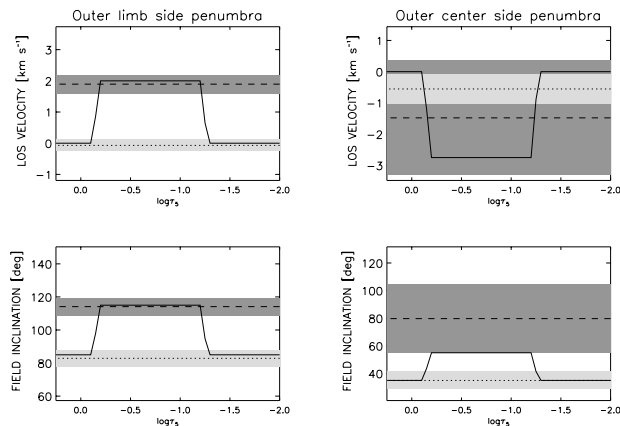 Outer limb side penumbra
Outer center side penumbra
LOS VELOCITY [km s⁻¹]
3
2
1
0
−1
0.0 −0.5 −1.0 −1.5 −2.0
logτ₅
LOS VELOCITY [km s⁻¹]
1
0
−1
−2
−3
0.0 −0.5 −1.0 −1.5 −2.0
logτ₅
FIELD INCLINATION [deg]
140
120
100
80
60
0.0 −0.5 −1.0 −1.5 −2.0
logτ₅
FIELD INCLINATION [deg]
120
100
80
60
40
0.0 −0.5 −1.0 −1.5 −2.0
logτ₅